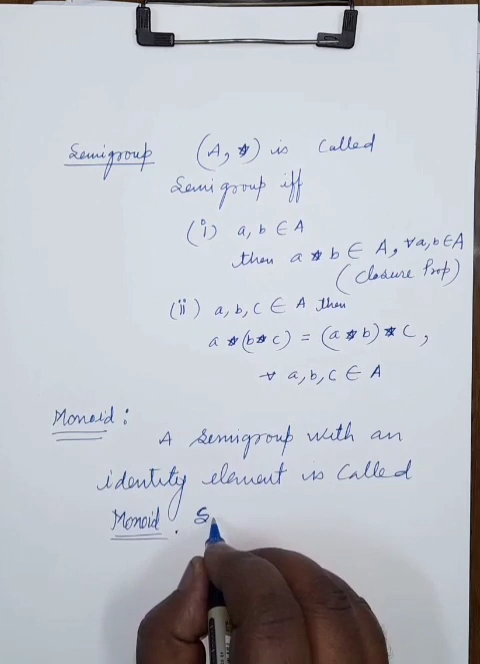 Semigroup (A, *) is called
Semigroup iff
(i) a, b ∈ A
then a * b ∈ A, ∀ a, b ∈ A
(Closure Prop)
(ii) a, b, c ∈ A then
a * (b * c) = (a * b) * c,
∀ a, b, c ∈ A
Monoid :
A semigroup with an
identity element is called
Monoid. S